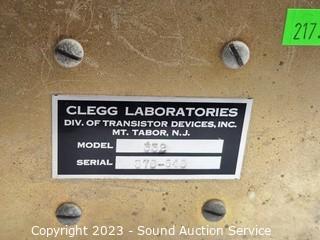 217.
CLEGG LABORATORIES
DIV. OF TRANSISTOR DEVICES, INC.
MT. TABOR, N.J.
MODEL
SERIAL
Copyright © 2023 - Sound Auction Service